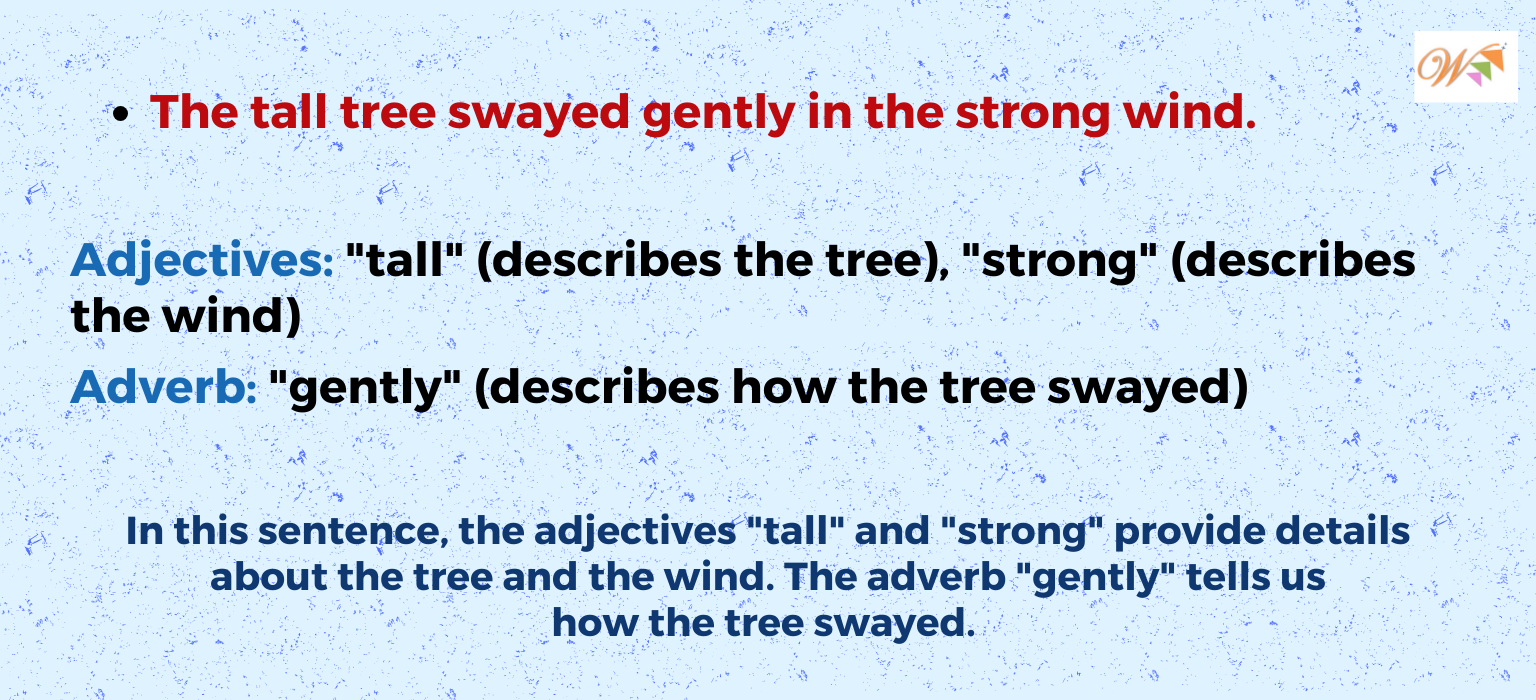 • The tall tree swayed gently in the strong wind.
Adjectives: "tall" (describes the tree), "strong" (describes
the wind)
Adverb: "gently" (describes how the tree swayed)
In this sentence, the adjectives "tall" and "strong" provide details
about the tree and the wind. The adverb "gently" tells us
how the tree swayed.
W